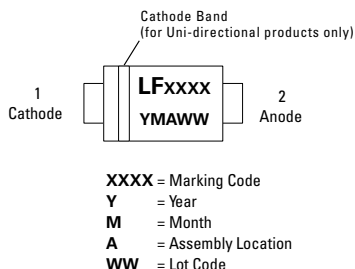 Cathode Band
(for Uni-directional products only)
1
Cathode
LFXXXX
YMAWW
2
Anode
XXXX = Marking Code
Y = Year
M = Month
A = Assembly Location
WW = Lot Code